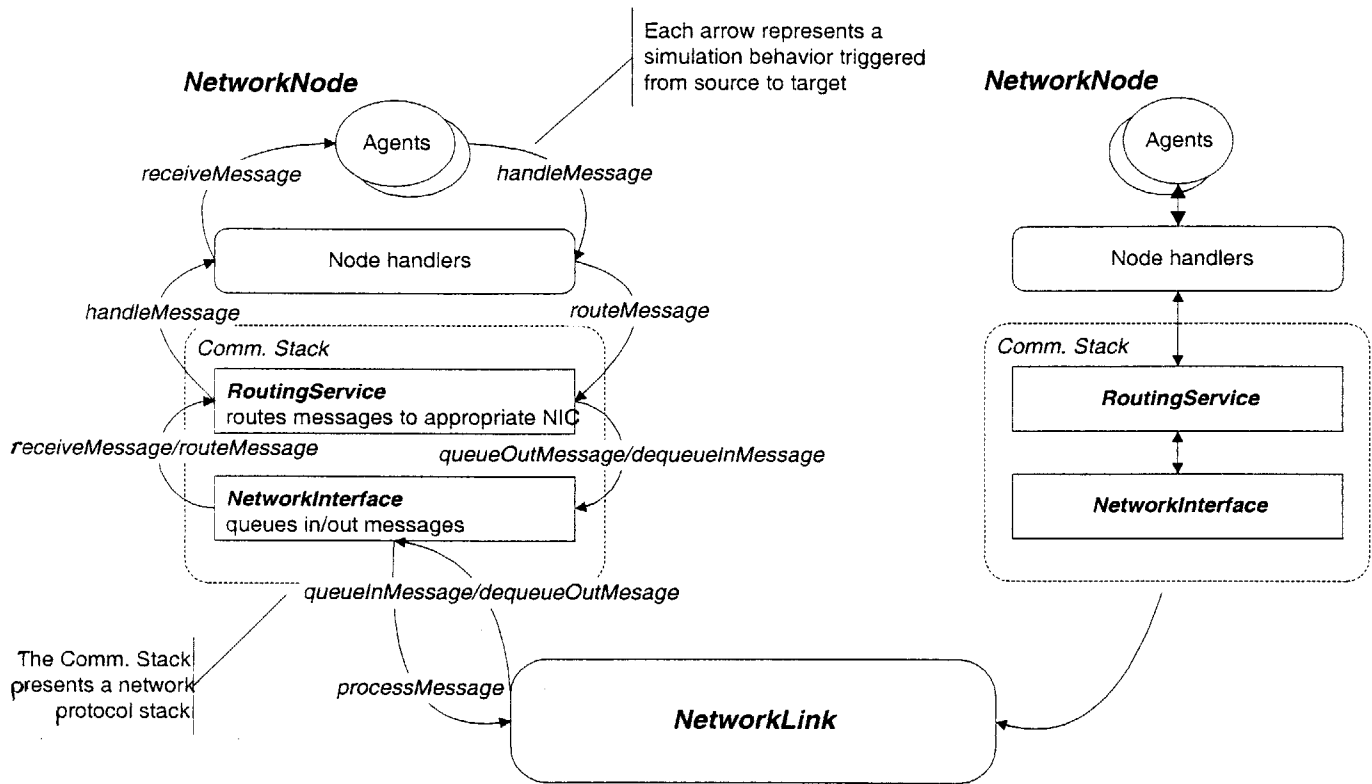 Each arrow represents a
simulation behavior triggered
from source to target
NetworkNode
NetworkNode
Agents
Agents
receiveMessage
handleMessage
Node handlers
Node handlers
handleMessage
routeMessage
Comm. Stack
Comm. Stack
RoutingService
routes messages to appropriate NIC
RoutingService
receiveMessage/routeMessage
queueOutMessage/dequeueInMessage
NetworkInterface
queues in/out messages
NetworkInterface
queueInMessage/dequeueOutMesage
The Comm. Stack
presents a network
protocol stack
processMessage
NetworkLink